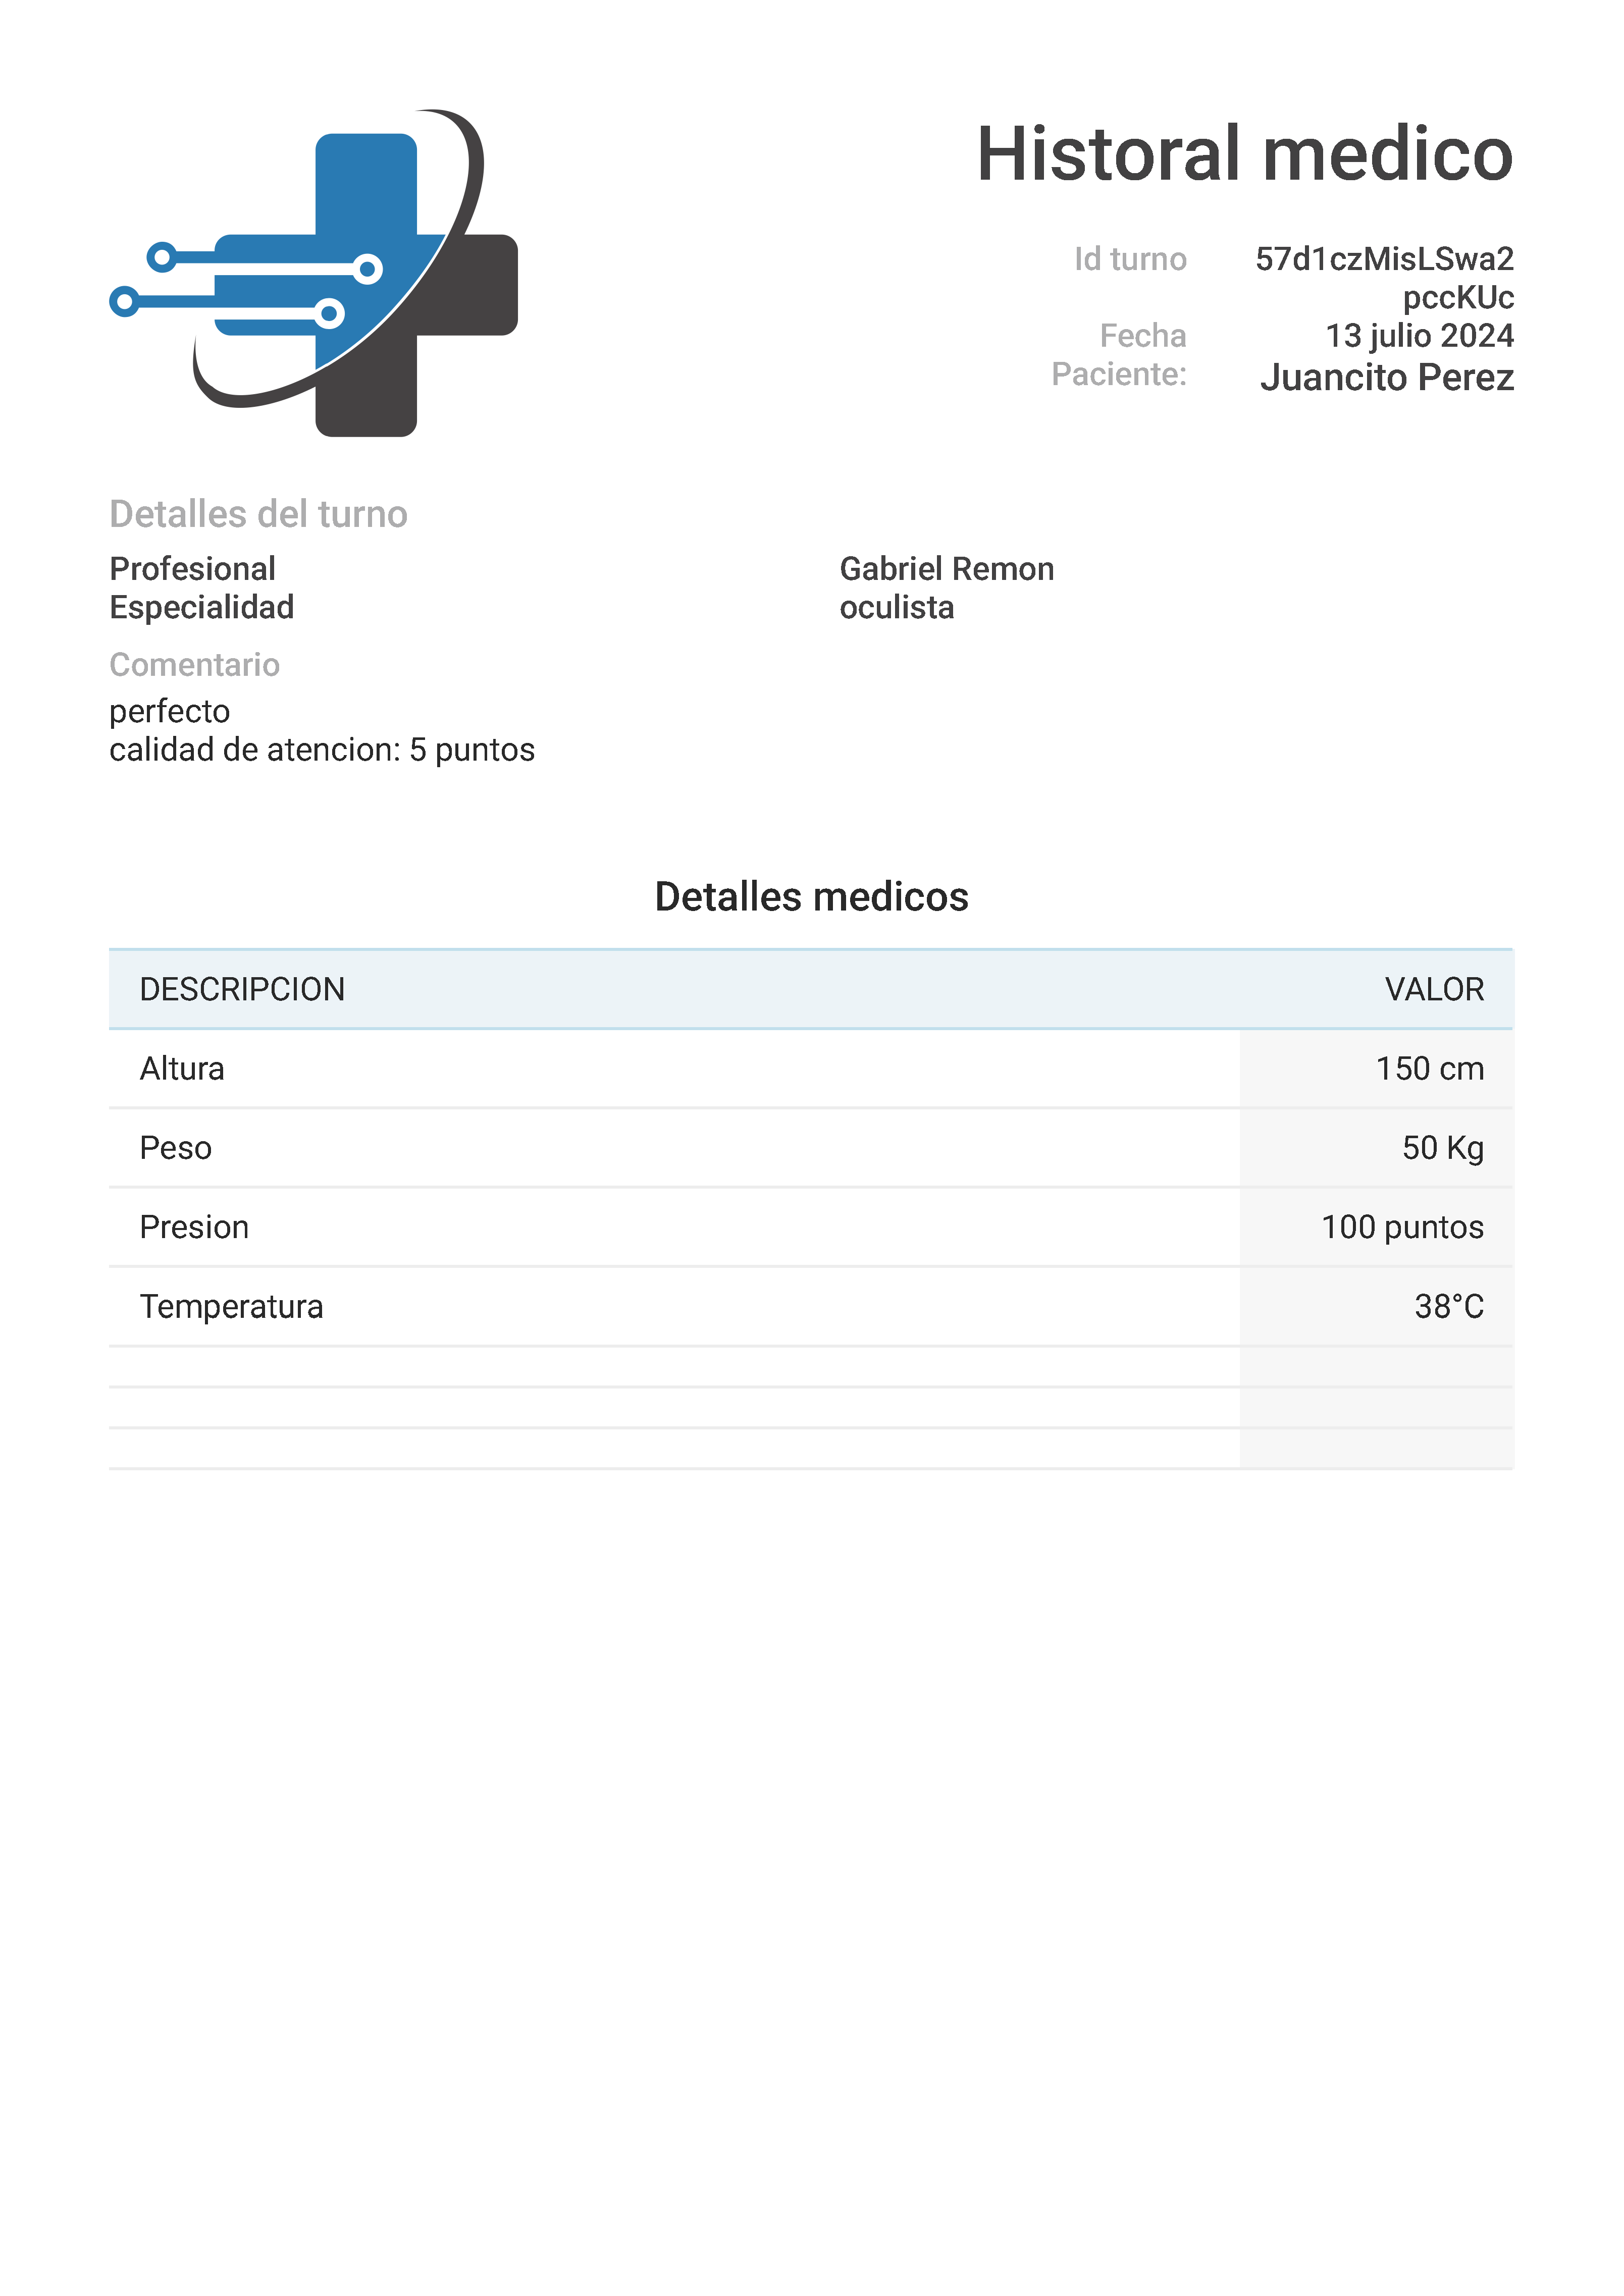 Historal medico
Id turno 57d1czMisLSwa2
pccKUc
Fecha 13 julio 2024
Paciente: Juancito Perez
Detalles del turno
Profesional Gabriel Remon
Especialidad oculista
Comentario
perfecto
calidad de atencion: 5 puntos
Detalles medicos
DESCRIPCION VALOR
Altura 150 cm
Peso 50 Kg
Presion 100 puntos
Temperatura 38°C